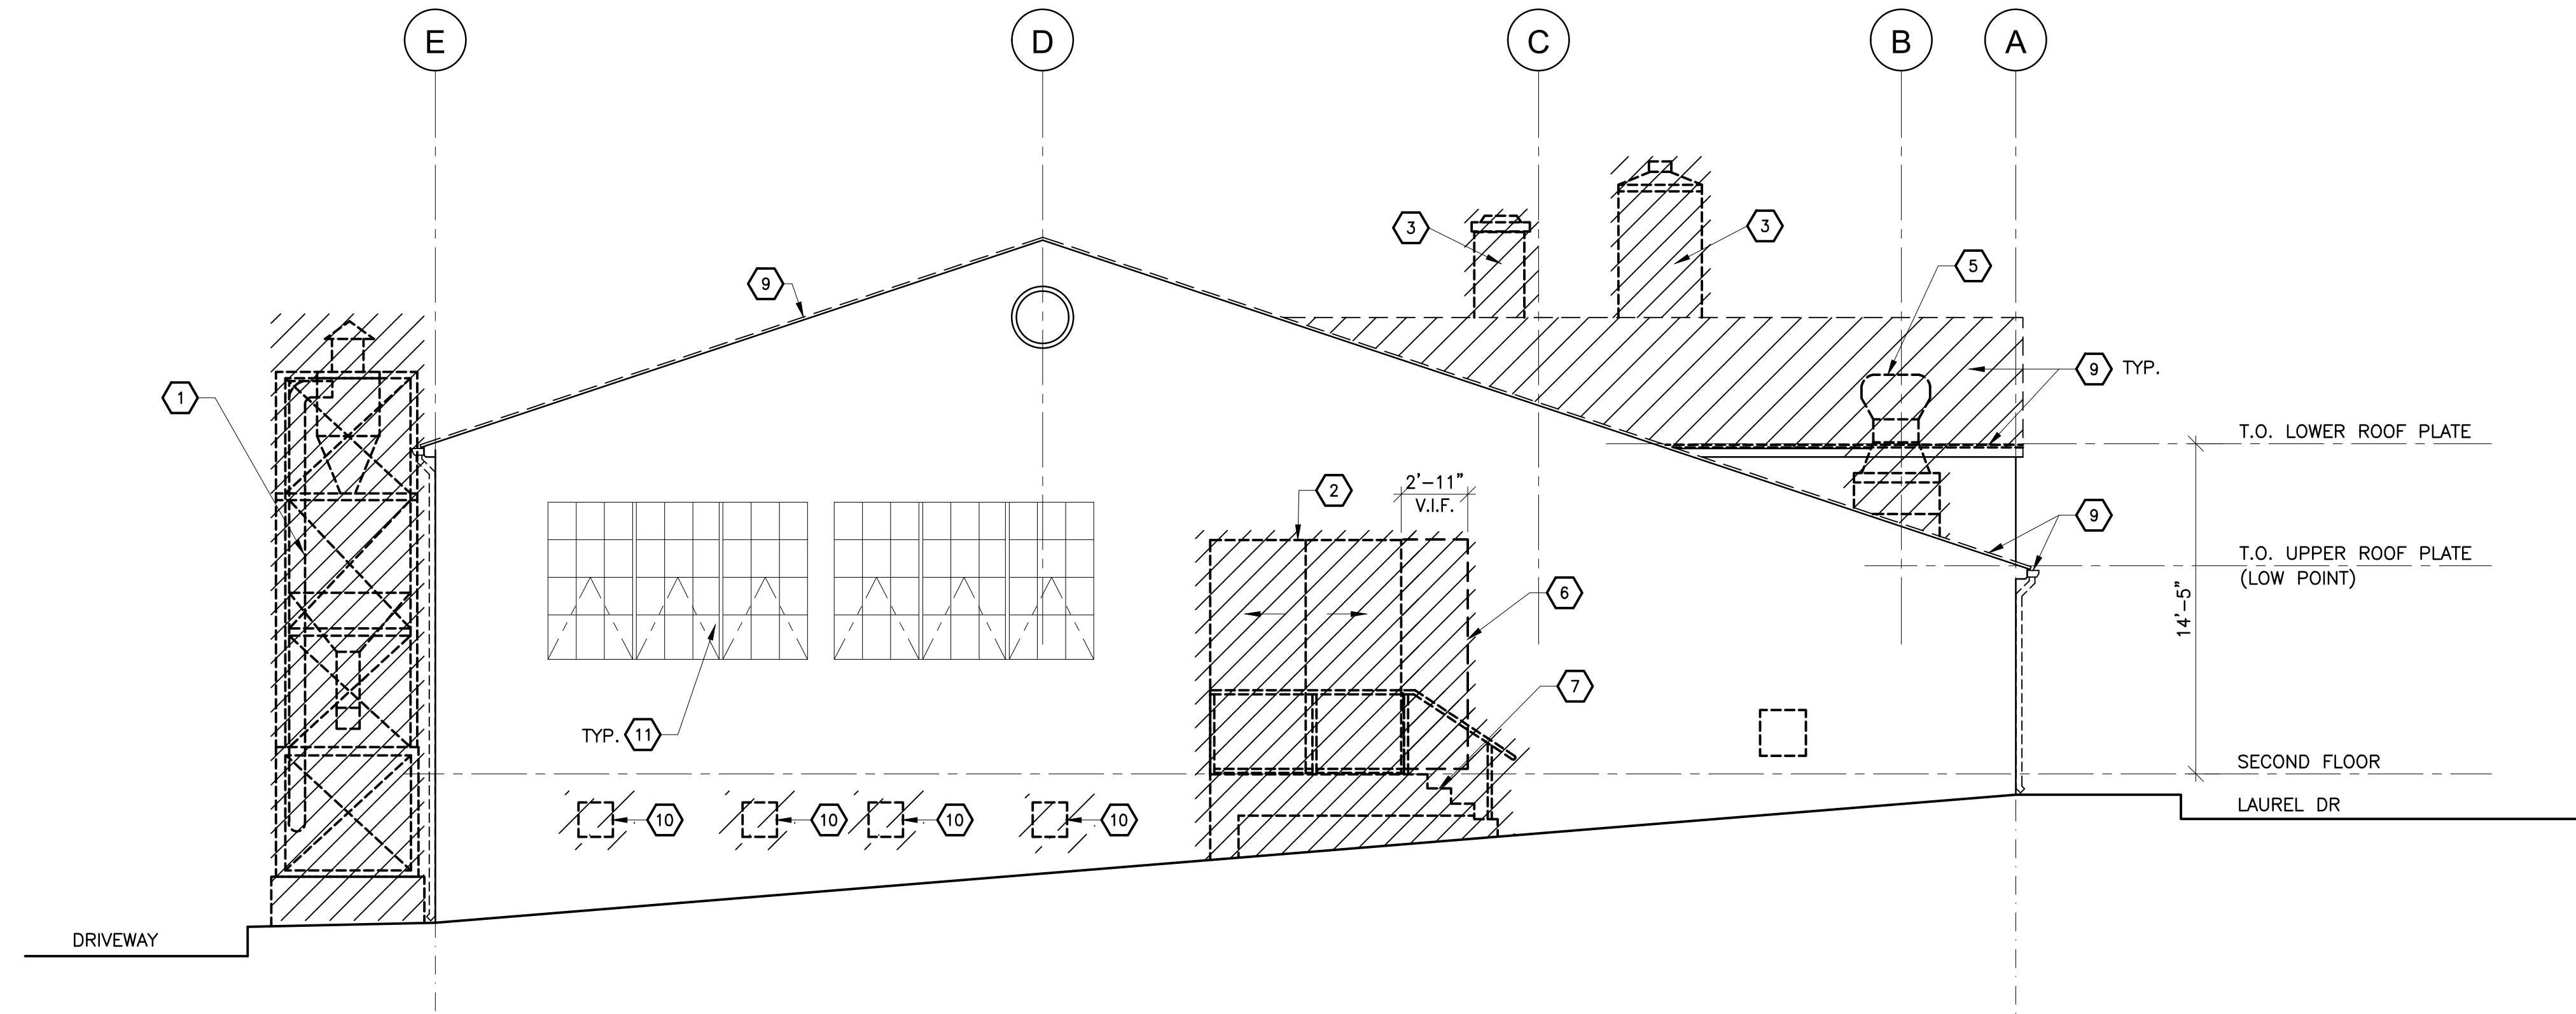 E
D
C
B
A
3
3
5
9
9 TYP.
1
T.O. LOWER ROOF PLATE
2'-11"
V.I.F.
2
9
T.O. UPPER ROOF PLATE
(LOW POINT)
6
14'-5"
7
TYP. 11
SECOND FLOOR
LAUREL DR
10
10
10
10
DRIVEWAY